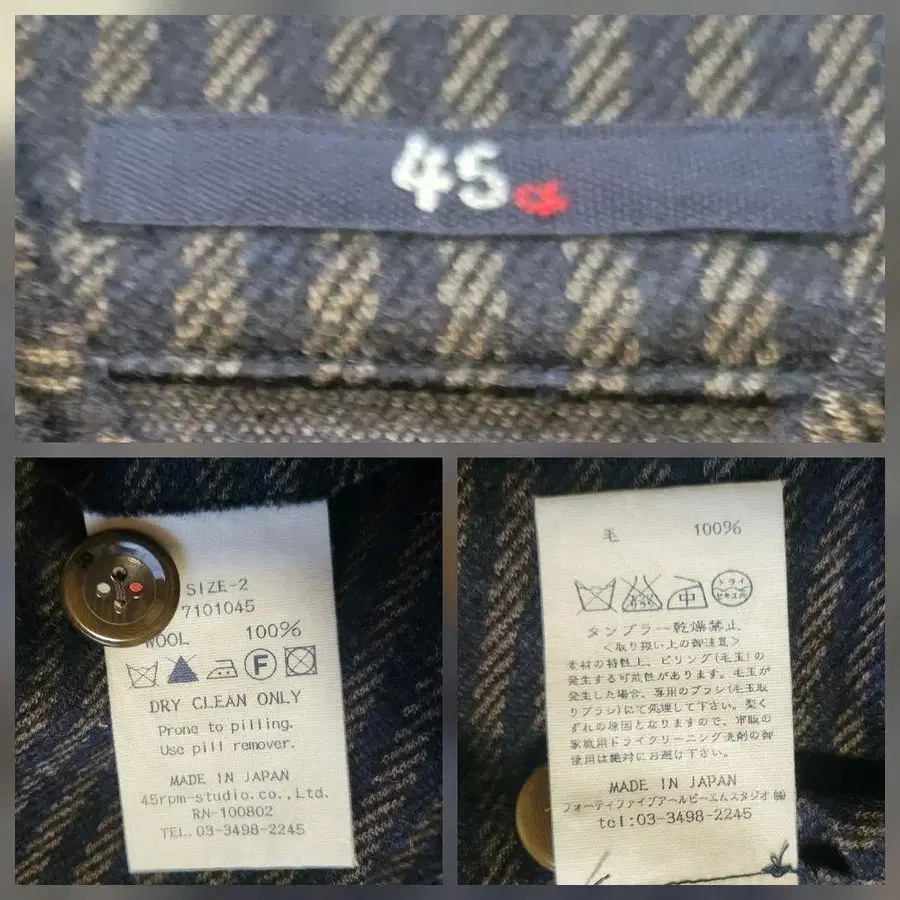 45
SIZE-2
7101045
WOOL 100%
F
DRY CLEAN ONLY
Prone to pilling.
Use pill remover.
MADE IN JAPAN
45rpm-studio.co.,Ltd.
RN-100802
TEL.03-3498-2245
毛 100%
中
ドライ
セキユ系
タンブラー乾燥禁止
<取り扱い上の御注意>
素材の特性上、ピリング(毛玉)の
発生する可能性があります。毛玉が
発生した場合、専用のブラシ(毛玉取
りブラシ)にて処理して下さい。型く
ずれの原因となりますので、市販の
家庭用ドライクリーニング洗剤の御
使用は絶対にお避け下さい。
MADE IN JAPAN
フォーティファイブアールピーエムスタジオ(株)
tel:03-3498-2245